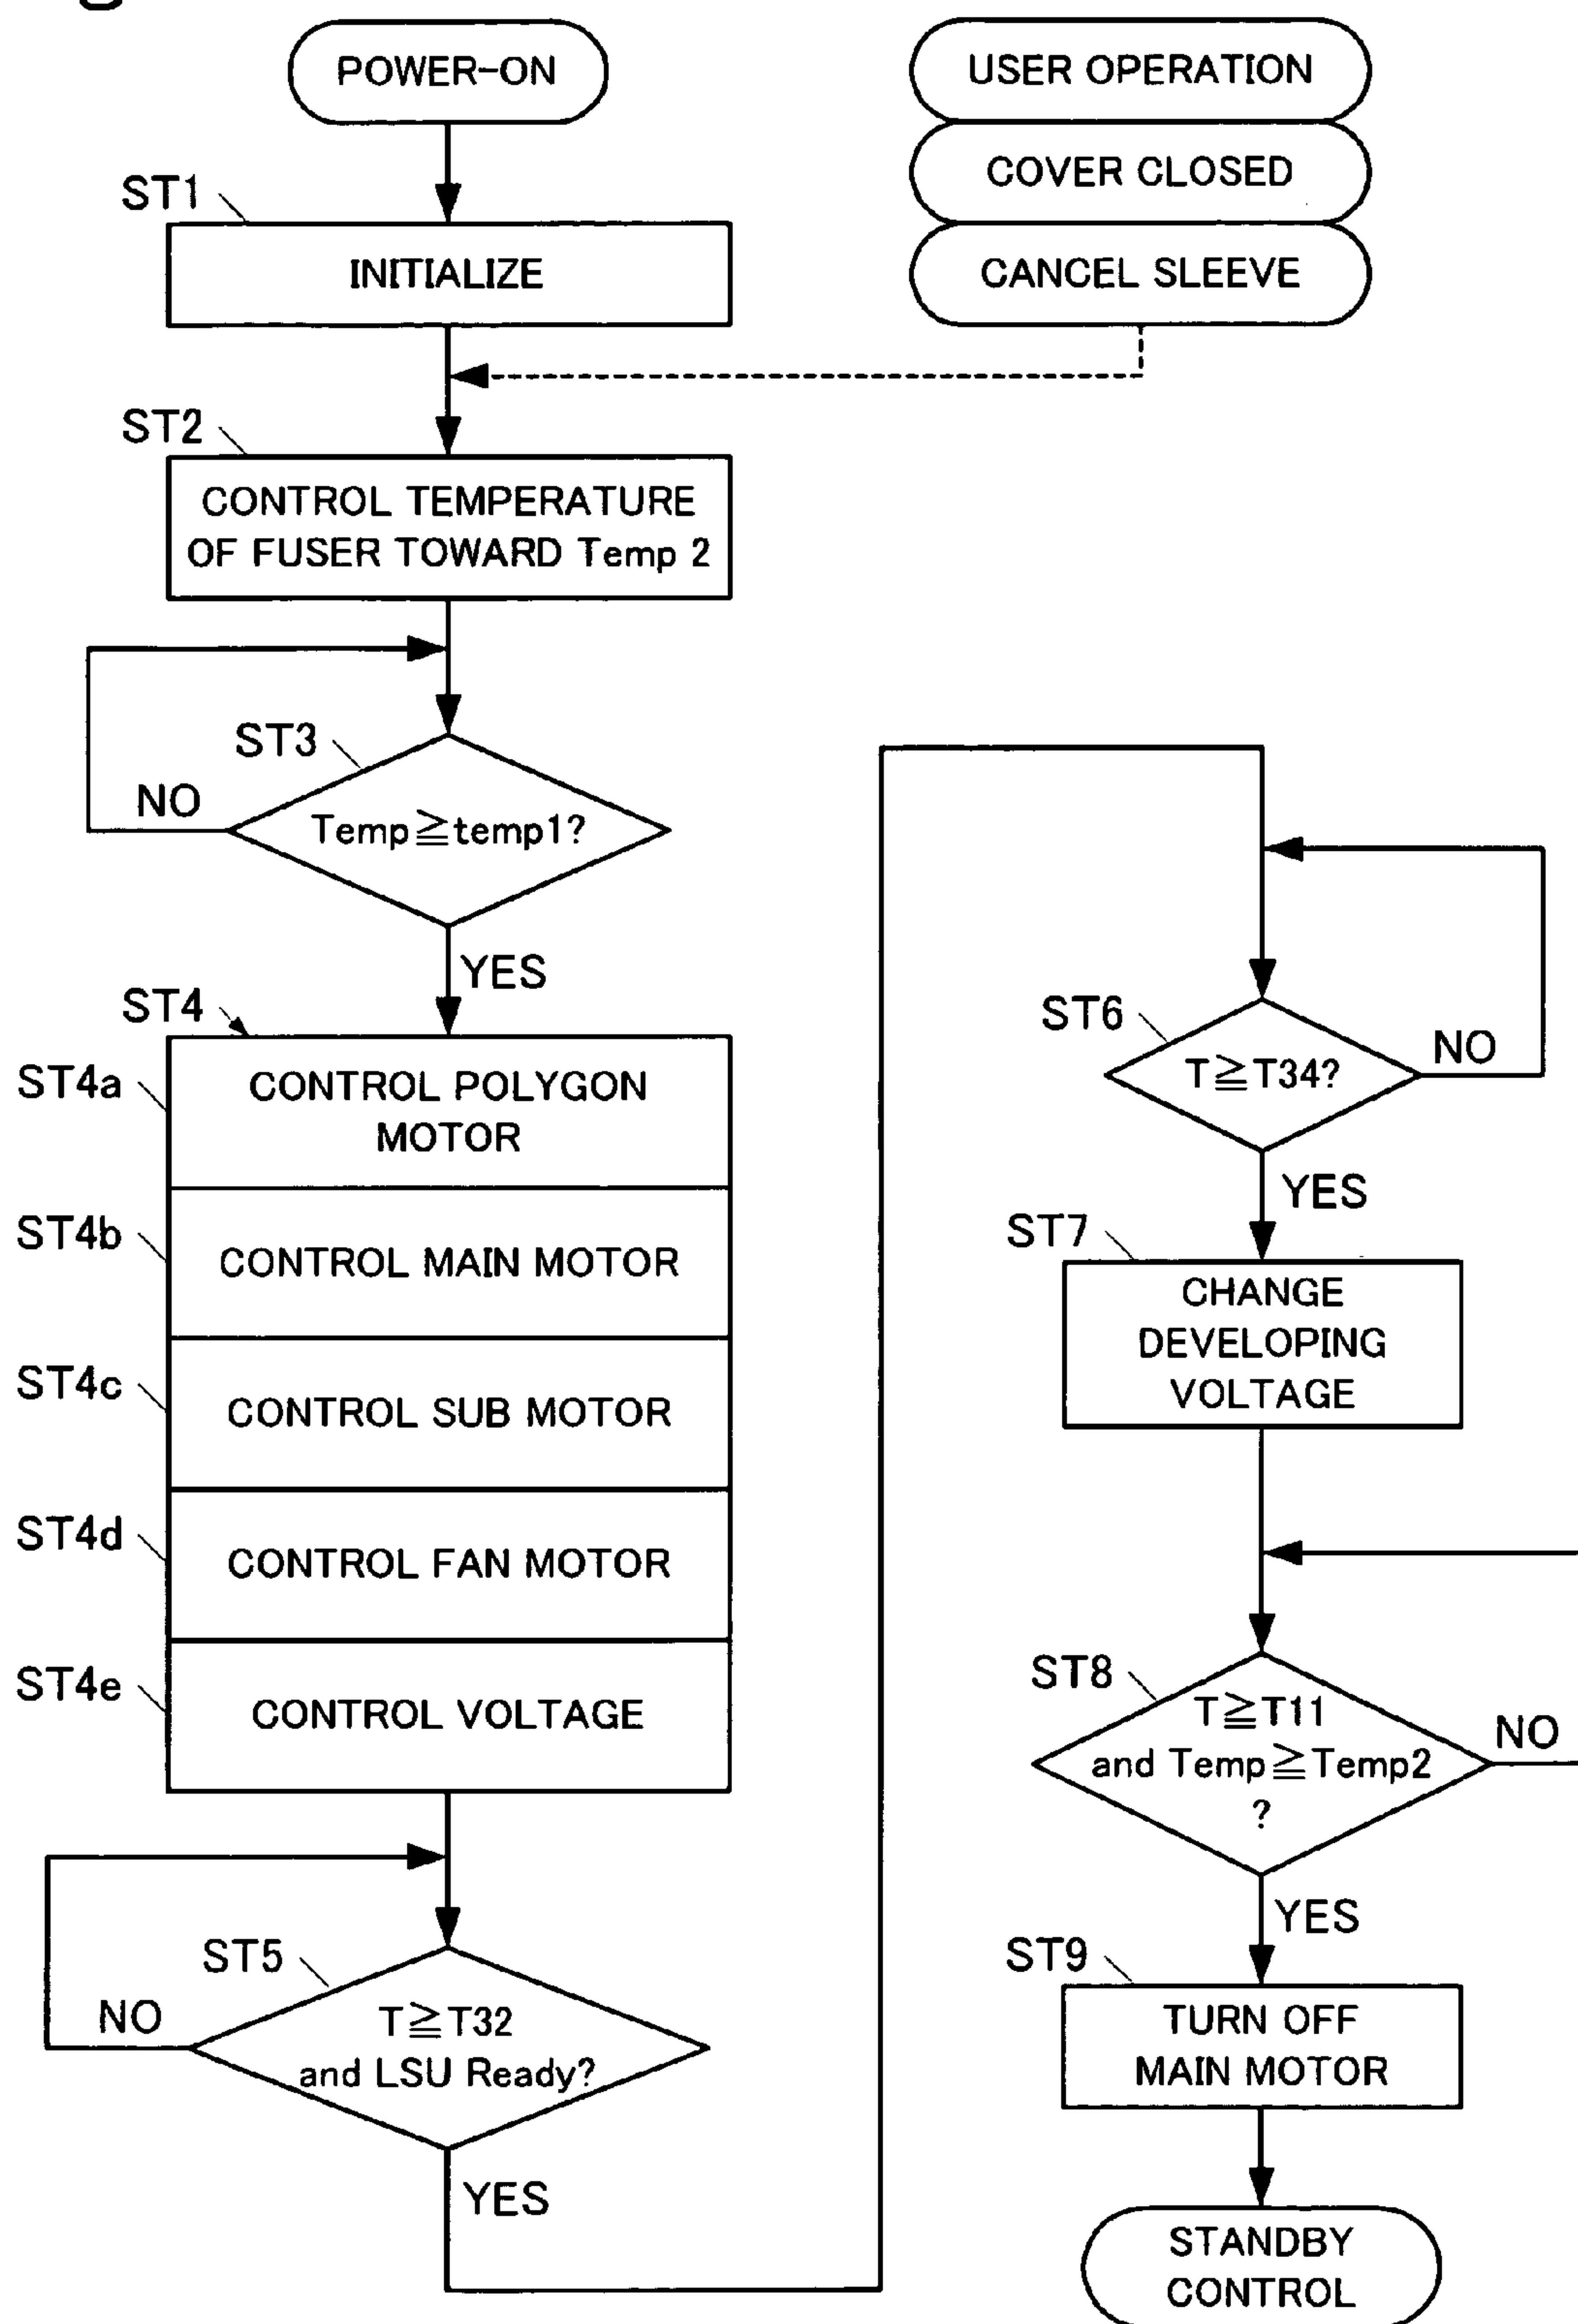 POWER-ON
USER OPERATION
COVER CLOSED
CANCEL SLEEVE
ST1
INITIALIZE
ST2
CONTROL TEMPERATURE
OF FUSER TOWARD Temp 2
ST3
NO
Temp≧temp1?
YES
ST4
ST4a
CONTROL POLYGON
MOTOR
ST4b
CONTROL MAIN MOTOR
ST4c
CONTROL SUB MOTOR
ST4d
CONTROL FAN MOTOR
ST4e
CONTROL VOLTAGE
ST5
NO
T≧T32
and LSU Ready?
YES
ST6
T≧T34?
NO
YES
ST7
CHANGE
DEVELOPING
VOLTAGE
ST8
T≧T11
and Temp≧Temp2
?
NO
YES
ST9
TURN OFF
MAIN MOTOR
STANDBY
CONTROL